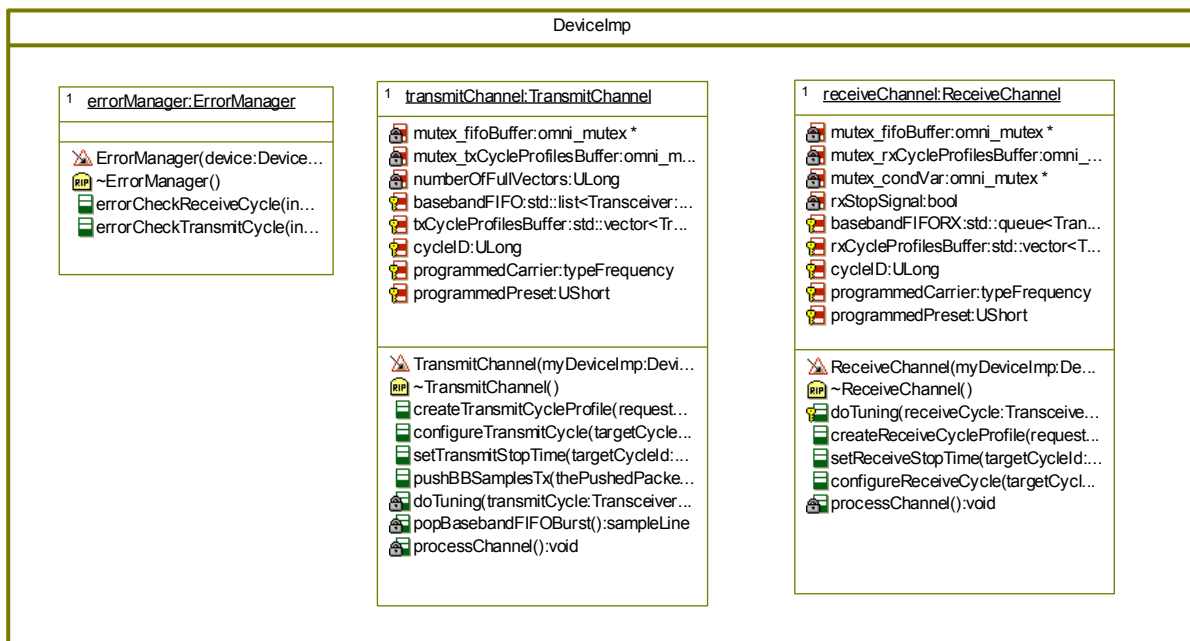 DeviceImp
1 errorManager:ErrorManager
ErrorManager(device:Device...
RIP ~ErrorManager()
errorCheckReceiveCycle(in...
errorCheckTransmitCycle(in...
1 transmitChannel:TransmitChannel
mutex_fifoBuffer:omni_mutex *
mutex_txCycleProfilesBuffer:omni_m...
numberOfFullVectors:ULong
basebandFIFO:std::list<Transceiver:...
txCycleProfilesBuffer:std::vector<Tr...
cycleID:ULong
programmedCarrier:typeFrequency
programmedPreset:UShort
TransmitChannel(myDeviceImp:Devi...
RIP ~TransmitChannel()
createTransmitCycleProfile(request...
configureTransmitCycle(targetCycle...
setTransmitStopTime(targetCycleId:...
pushBBSamplesTx(thePushedPacke...
doTuning(transmitCycle:Transceiver...
popBasebandFIFOBurst():sampleLine
processChannel():void
1 receiveChannel:ReceiveChannel
mutex_fifoBuffer:omni_mutex *
mutex_rxCycleProfilesBuffer:omni_...
mutex_condVar:omni_mutex *
rxStopSignal:bool
basebandFIFORX:std::queue<Tran...
rxCycleProfilesBuffer:std::vector<T...
cycleID:ULong
programmedCarrier:typeFrequency
programmedPreset:UShort
ReceiveChannel(myDeviceImp:De...
RIP ~ReceiveChannel()
doTuning(receiveCycle:Transceive...
createReceiveCycleProfile(request...
setReceiveStopTime(targetCycleId:...
configureReceiveCycle(targetCycl...
processChannel():void